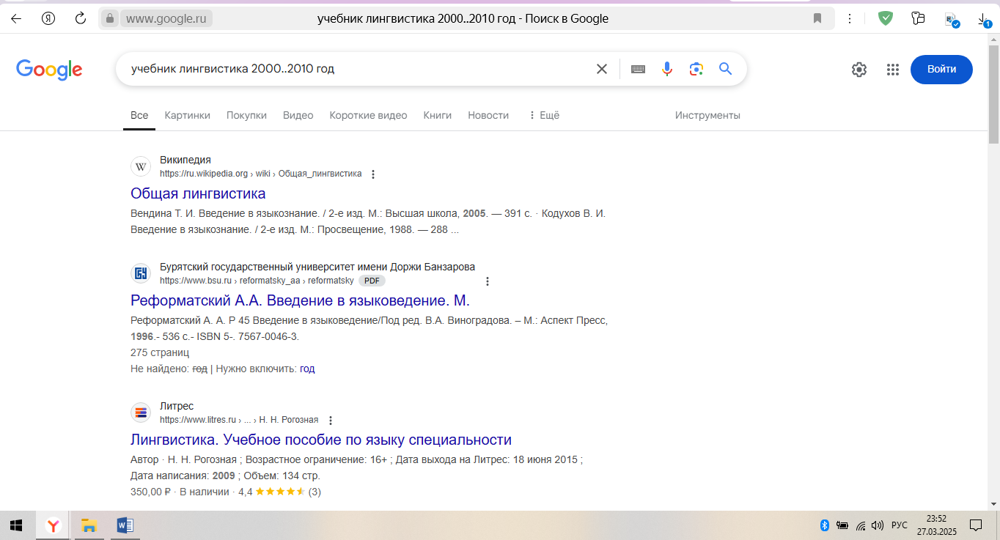 www.google.ru
учебник лингвистика 2000..2010 год - Поиск в Google
1
Google
учебник лингвистика 2000..2010 год
Войти
Все Картинки Покупки Видео Короткие видео Книги Новости Ещё Инструменты
W
Википедия
https://ru.wikipedia.org › wiki › Общая_лингвистика
Общая лингвистика
Вендина Т. И. Введение в языкознание. / 2-е изд. М.: Высшая школа, 2005. — 391 с. · Кодухов В. И.
Введение в языкознание. / 2-е изд. М.: Просвещение, 1988. — 288 ...
Бурятский государственный университет имени Доржи Банзарова
https://www.bsu.ru › reformatsky_aa › reformatsky PDF
Реформатский А.А. Введение в языковедение. М.
Реформатский А. А. Р 45 Введение в языковедение/Под ред. В.А. Виноградова. – М.: Аспект Пресс,
1996.- 536 с.- ISBN 5-. 7567-0046-3.
275 страниц
Не найдено: год | Нужно включить: год
Литрес
https://www.litres.ru › ... › Н. Н. Рогозная
Лингвистика. Учебное пособие по языку специальности
Автор · Н. Н. Рогозная ; Возрастное ограничение: 16+ ; Дата выхода на Литрес: 18 июня 2015 ;
Дата написания: 2009 ; Объем: 134 стр.
350,00 ₽ · В наличии · 4,4 ★★★★★ (3)
РУС
23:52
27.03.2025